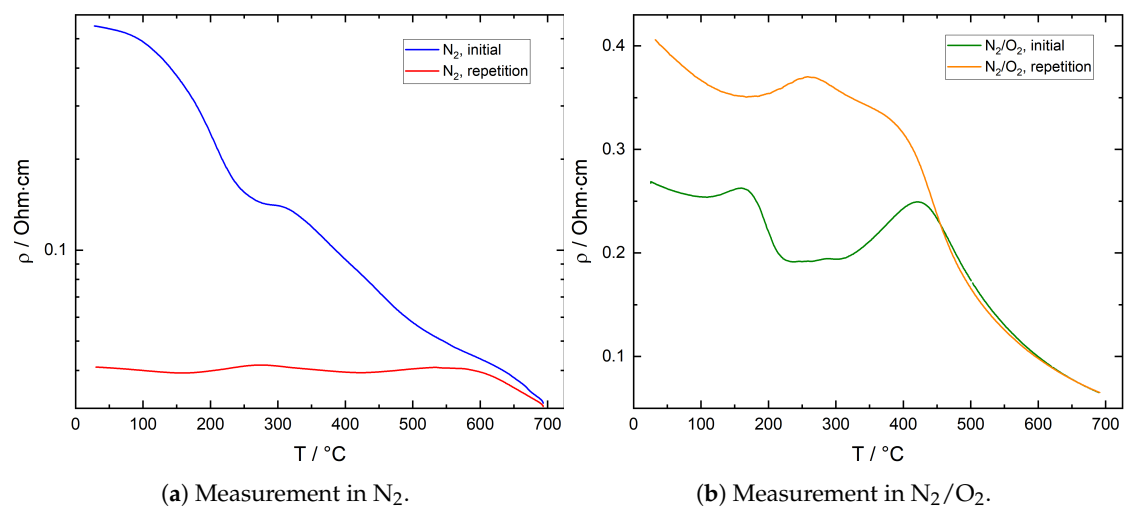 N₂, initial
N₂, repetition
0.1
ρ / Ohm·cm
0 100 200 300 400 500 600 700
T / °C
(a) Measurement in N₂.
N₂/O₂, initial
N₂/O₂, repetition
0.4
0.3
0.2
0.1
ρ / Ohm·cm
0 100 200 300 400 500 600 700
T / °C
(b) Measurement in N₂/O₂.